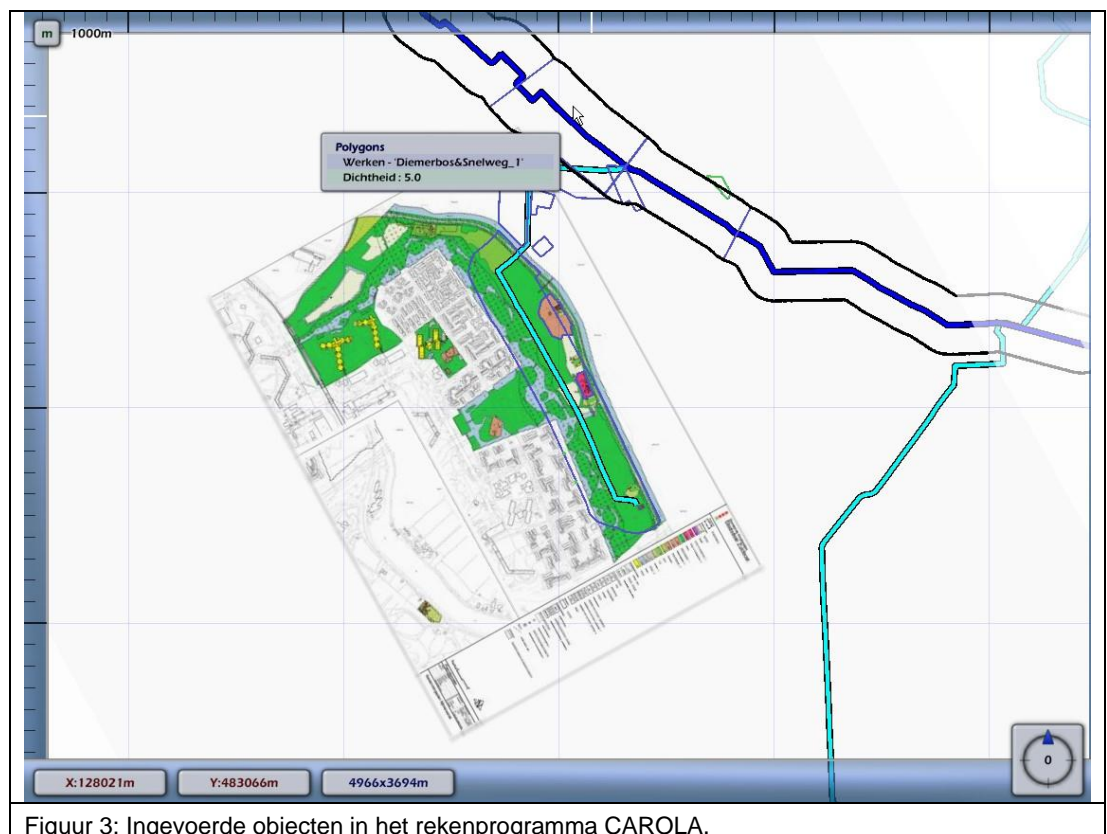 m
1000m
Polygons
Werken - 'Diemerbos&Snelweg_1'
Dichtheid : 5.0
0
X:128021m
Y:483066m
4966x3694m
Figuur 3: Ingevoerde objecten in het rekenprogramma CAROLA.